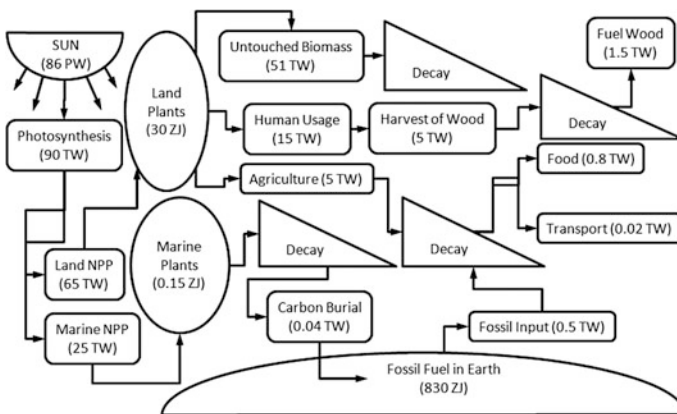 SUN
(86 PW)
Photosynthesis
(90 TW)
Land NPP
(65 TW)
Marine NPP
(25 TW)
Land
Plants
(30 ZJ)
Marine
Plants
(0.15 ZJ)
Untouched Biomass
(51 TW)
Decay
Human Usage
(15 TW)
Harvest of Wood
(5 TW)
Decay
Fuel Wood
(1.5 TW)
Agriculture (5 TW)
Decay
Food (0.8 TW)
Transport (0.02 TW)
Decay
Carbon Burial
(0.04 TW)
Fossil Input (0.5 TW)
Fossil Fuel in Earth
(830 ZJ)